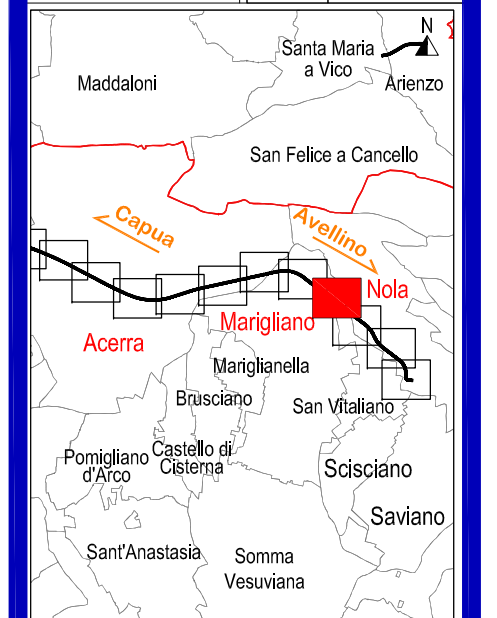 N
Santa Maria
a Vico
Maddaloni
Arienzo
San Felice a Cancello
Capua
Avellino
Nola
Marigliano
Acerra
Mariglianella
Brusciano
San Vitaliano
Castello di
Cisterna
Pomigliano
d'Arco
Scisciano
Saviano
Sant'Anastasia
Somma
Vesuviana